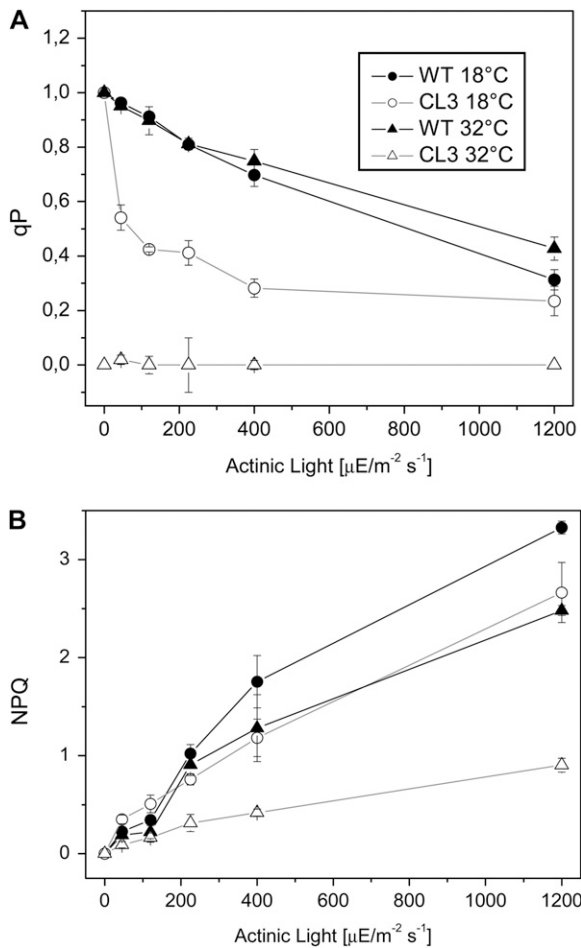 A
1,2
1,0
0,8
0,6
0,4
0,2
0,0
qP
WT 18°C
CL3 18°C
WT 32°C
CL3 32°C
0 200 400 600 800 1000 1200
Actinic Light [µE/m⁻² s⁻¹]
B
3
2
1
0
NPQ
0 200 400 600 800 1000 1200
Actinic Light [µE/m⁻² s⁻¹]